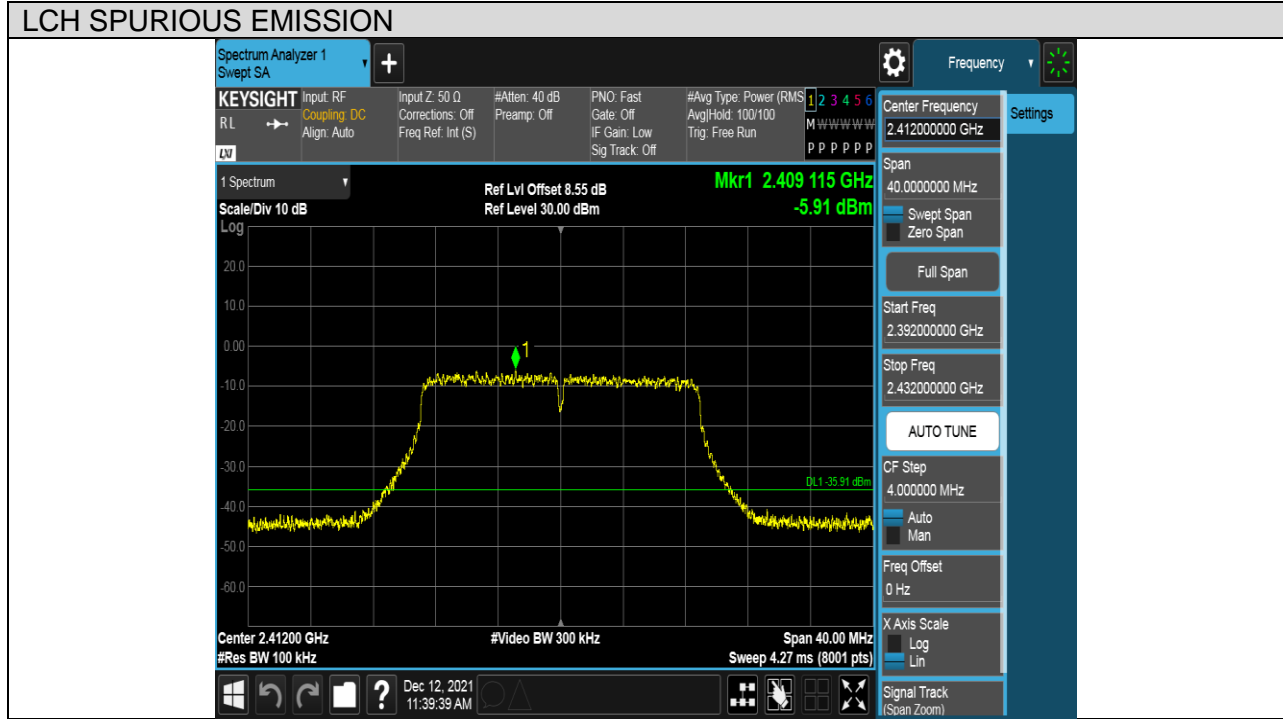 LCH SPURIOUS EMISSION
Spectrum Analyzer 1
Swept SA
+
Frequency
KEYSIGHT
RL
LXI
Input: RF
Coupling: DC
Align: Auto
Input Z: 50 Ω
Corrections: Off
Freq Ref: Int (S)
#Atten: 40 dB
Preamp: Off
PNO: Fast
Gate: Off
IF Gain: Low
Sig Track: Off
#Avg Type: Power (RMS
Avg|Hold: 100/100
Trig: Free Run
1 2 3 4 5 6
M W W W W W
P P P P P P
1 Spectrum
Scale/Div 10 dB
Log
Ref Lvl Offset 8.55 dB
Ref Level 30.00 dBm
Mkr1 2.409 115 GHz
-5.91 dBm
20.0
10.0
0.00
-10.0
-20.0
-30.0
-40.0
-50.0
-60.0
1
DL1 -35.91 dBm
Center 2.41200 GHz
#Res BW 100 kHz
#Video BW 300 kHz
Span 40.00 MHz
Sweep 4.27 ms (8001 pts)
?
Dec 12, 2021
11:39:39 AM
Center Frequency
2.412000000 GHz
Settings
Span
40.0000000 MHz
Swept Span
Zero Span
Full Span
Start Freq
2.392000000 GHz
Stop Freq
2.432000000 GHz
AUTO TUNE
CF Step
4.000000 MHz
Auto
Man
Freq Offset
0 Hz
X Axis Scale
Log
Lin
Signal Track
(Span Zoom)